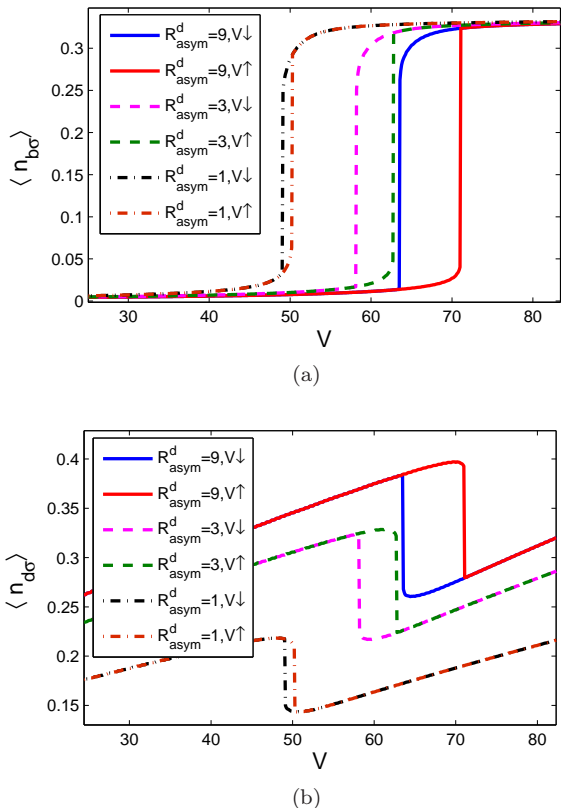 0.3
0.25
0.2
0.15
0.1
0.05
0
⟨ n_bσ⟩
R^d_asym=9,V↓
R^d_asym=9,V↑
R^d_asym=3,V↓
R^d_asym=3,V↑
R^d_asym=1,V↓
R^d_asym=1,V↑
30 40 50 60 70 80
V
(a)
0.4
0.35
0.3
0.25
0.2
0.15
⟨ n_dσ⟩
R^d_asym=9,V↓
R^d_asym=9,V↑
R^d_asym=3,V↓
R^d_asym=3,V↑
R^d_asym=1,V↓
R^d_asym=1,V↑
30 40 50 60 70 80
V
(b)